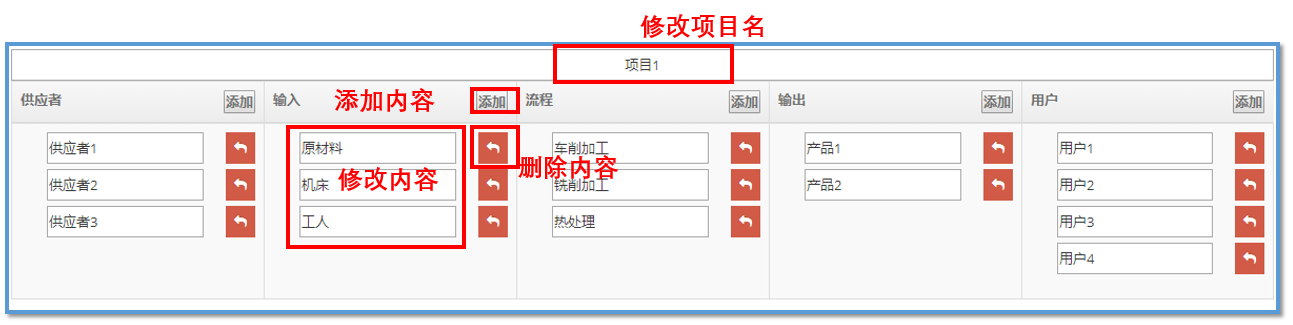 修改项目名
项目1
供应者 添加 输入 添加内容 添加 流程 添加 输出 添加 用户 添加
供应者1 原材料 车削加工 产品1 用户1
删除内容
供应者2 机床 修改内容 铣削加工 产品2 用户2
供应者3 工人 热处理 用户3
用户4